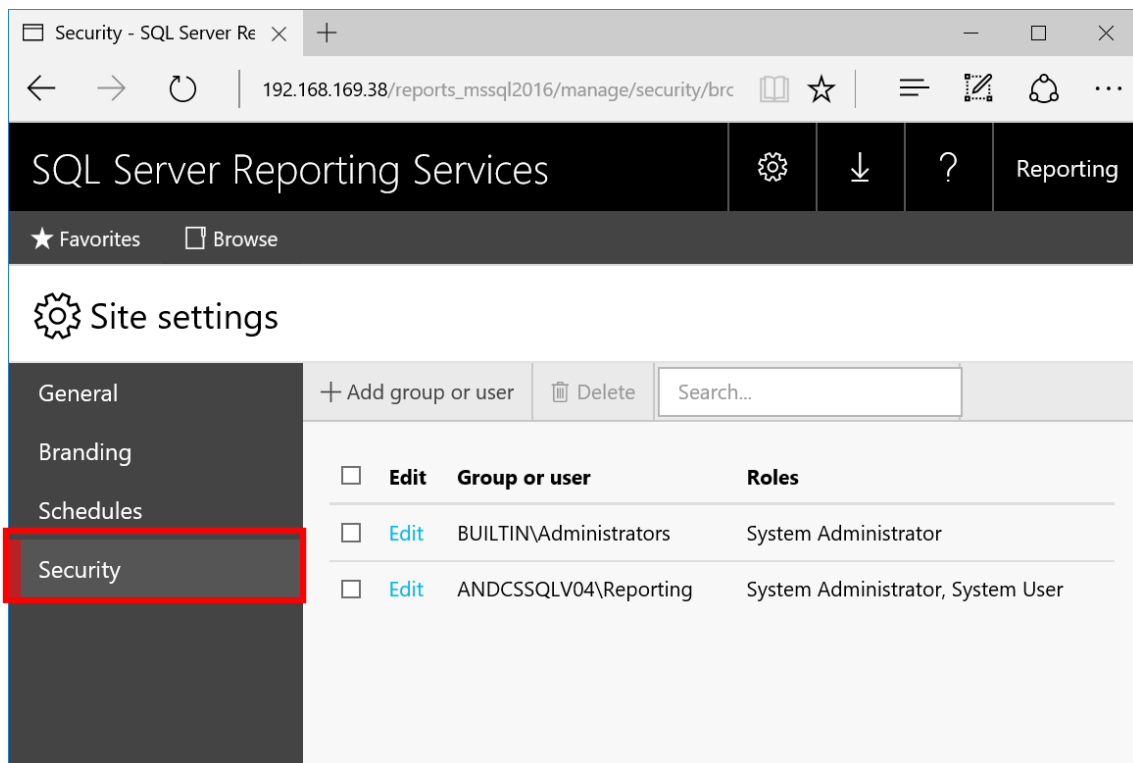 Security - SQL Server Re
192.168.169.38/reports_mssql2016/manage/security/brc
SQL Server Reporting Services
? Reporting
Favorites Browse
Site settings
General
Branding
Schedules
Security
+ Add group or user Delete Search...
Edit Group or user Roles
Edit BUILTIN\Administrators System Administrator
Edit ANDCSSQLV04\Reporting System Administrator, System User